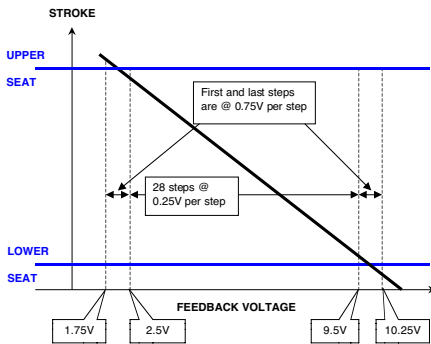 STROKE
UPPER
SEAT
First and last steps
are @ 0.75V per step
28 steps @
0.25V per step
LOWER
SEAT
FEEDBACK VOLTAGE
1.75V
2.5V
9.5V
10.25V